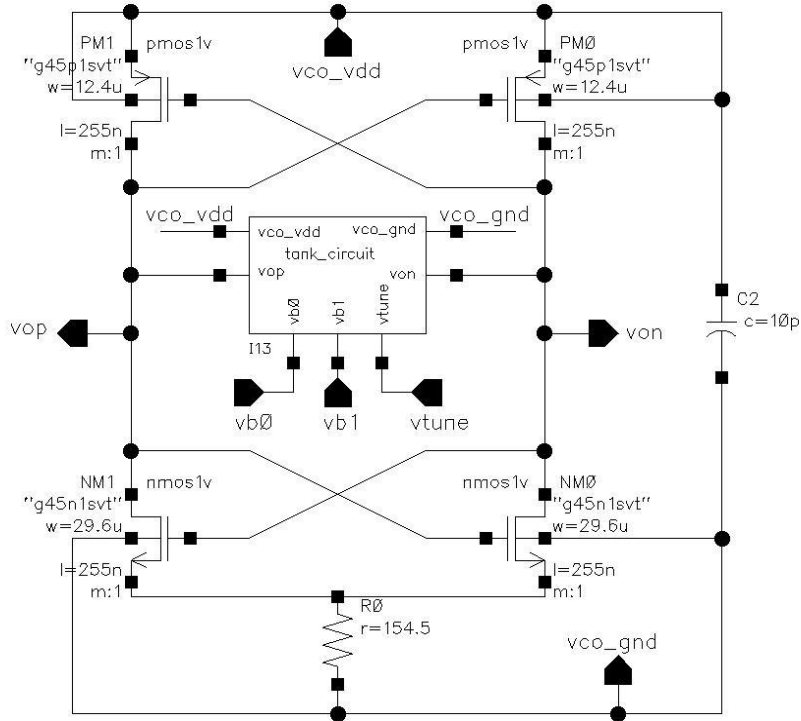 PM1 pmos1v
"g45p1svt"
w=12.4u
l=255n
m:1
vco_vdd
pmos1v PM0
"g45p1svt"
w=12.4u
l=255n
m:1
vco_vdd
vco_gnd
vco_vdd
vco_gnd
tank_circuit
vop
von
vb0
vb1
vtune
I13
vop
von
vb0
vb1
vtune
C2
c=10p
NM1 nmos1v
"g45n1svt"
w=29.6u
l=255n
m:1
nmos1v NM0
"g45n1svt"
w=29.6u
l=255n
m:1
R0
r=154.5
vco_gnd